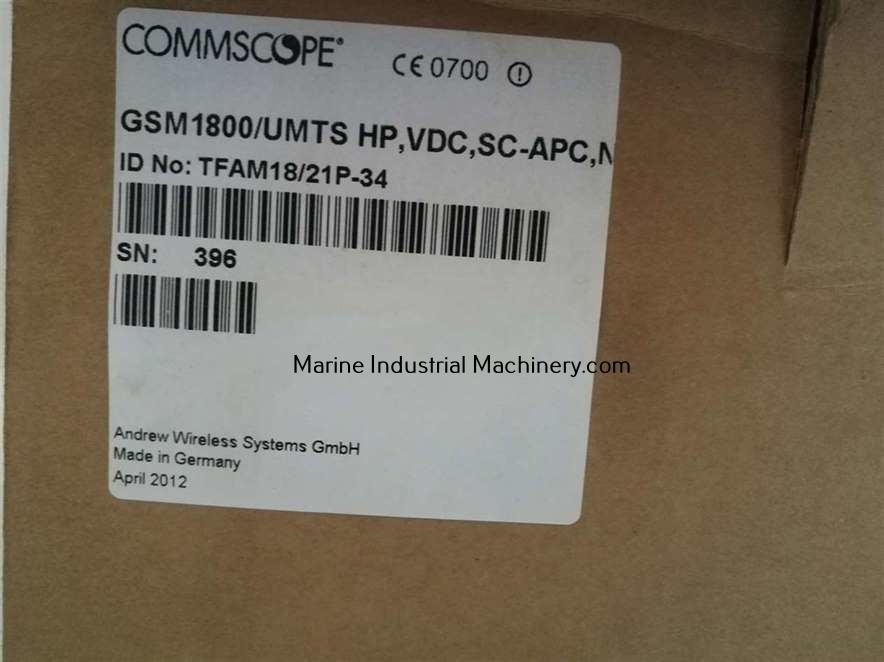 COMMSCOPE®
CE 0700
GSM1800/UMTS HP,VDC,SC-APC,N
ID No: TFAM18/21P-34
SN: 396
Marine Industrial Machinery.com
Andrew Wireless Systems GmbH
Made in Germany
April 2012